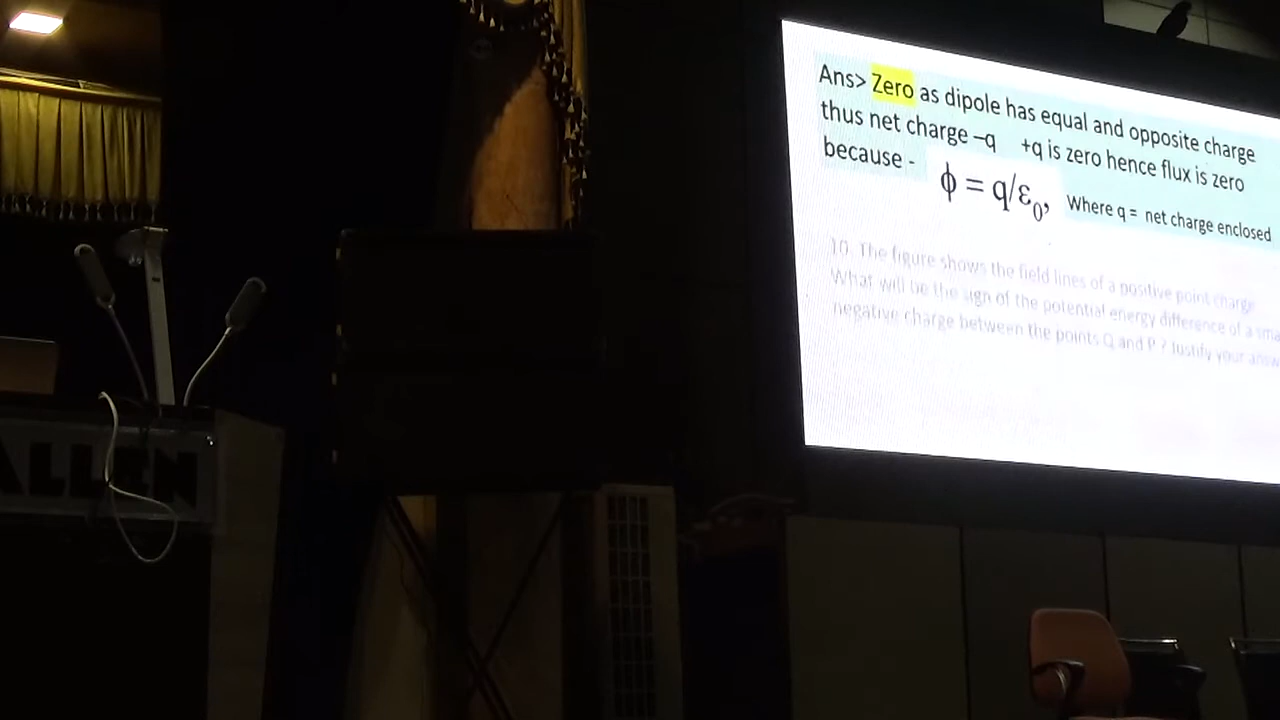 Ans> Zero as dipole has equal and opposite charge
thus net charge –q +q is zero hence flux is zero
because - ϕ = q/ε₀, Where q = net charge enclosed
10. The figure shows the field lines of a positive point charge
What will be the sign of the potential energy difference of a
negative charge between the points Q and P ? Justify your
ALLEN